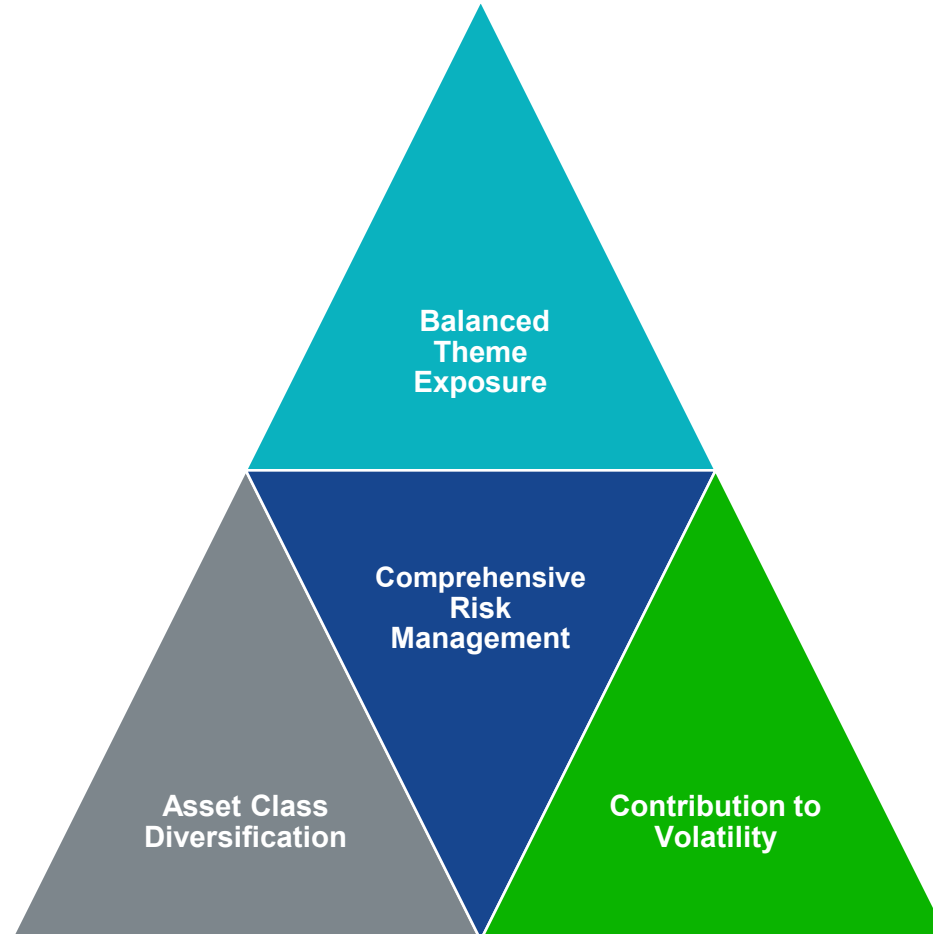 Balanced
Theme
Exposure
Comprehensive
Risk
Management
Asset Class
Diversification
Contribution to
Volatility